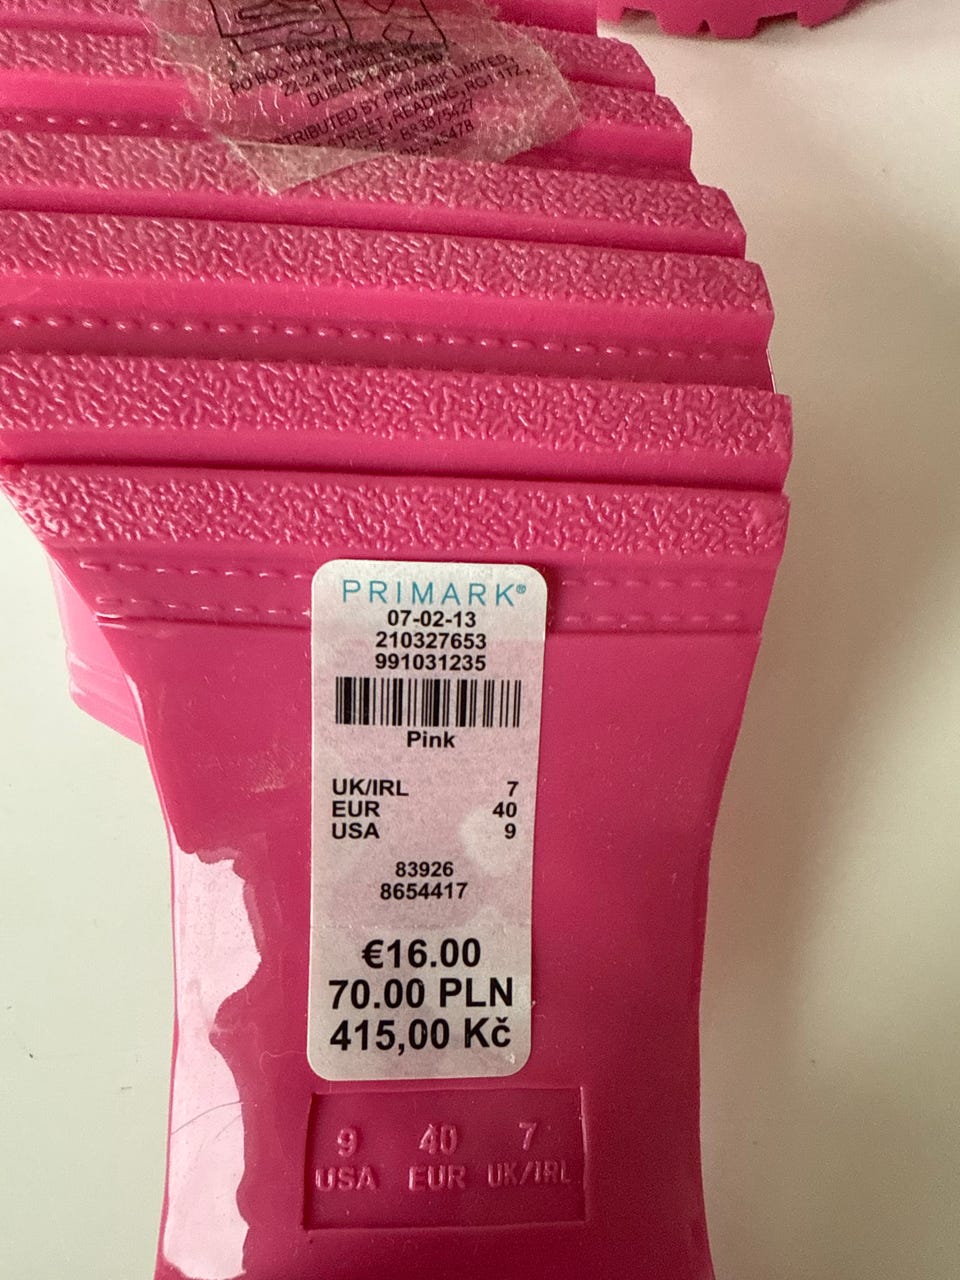 PO BOX
22-24 PARNELL STREET,
DUBLIN 1, IRELAND
DISTRIBUTED BY PRIMARK LIMITED,
STREET, READING, RG1 1TZ,
PRIMARK®
07-02-13
210327653
991031235
Pink
UK/IRL 7
EUR 40
USA 9
83926
8654417
€16.00
70.00 PLN
415,00 Kč
9 40 7
USA EUR UK/IRL